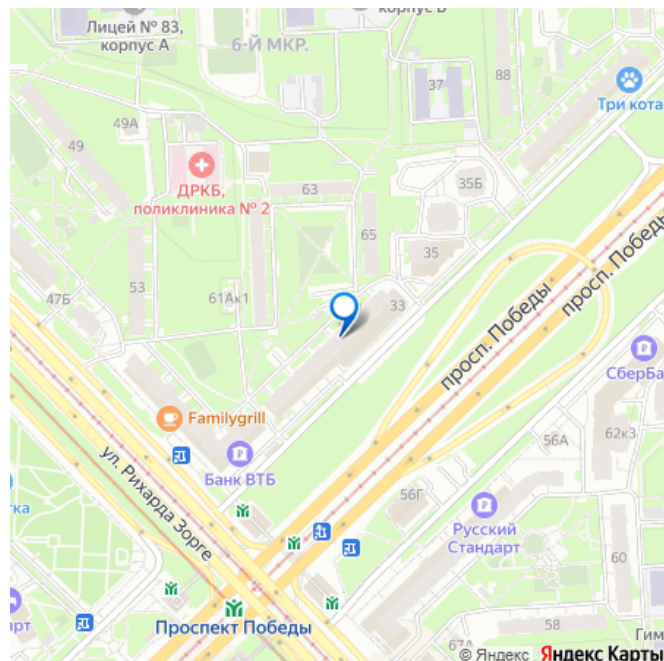 Лицей № 83,
корпус А
6-Й МКР.
37
88
Три кота
49А
49
ДРКБ,
поликлиника № 2
63
35Б
65
35
53
47Б
61Ак1
33
просп. Победы
просп. Победы
СберБа
Familygrill
Банк ВТБ
62к3
56А
ул. Рихарда Зорге
56Г
Русский
Стандарт
тка
60
арт
Проспект Победы
58
67А
Гим
© Яндекс Яндекс Карты